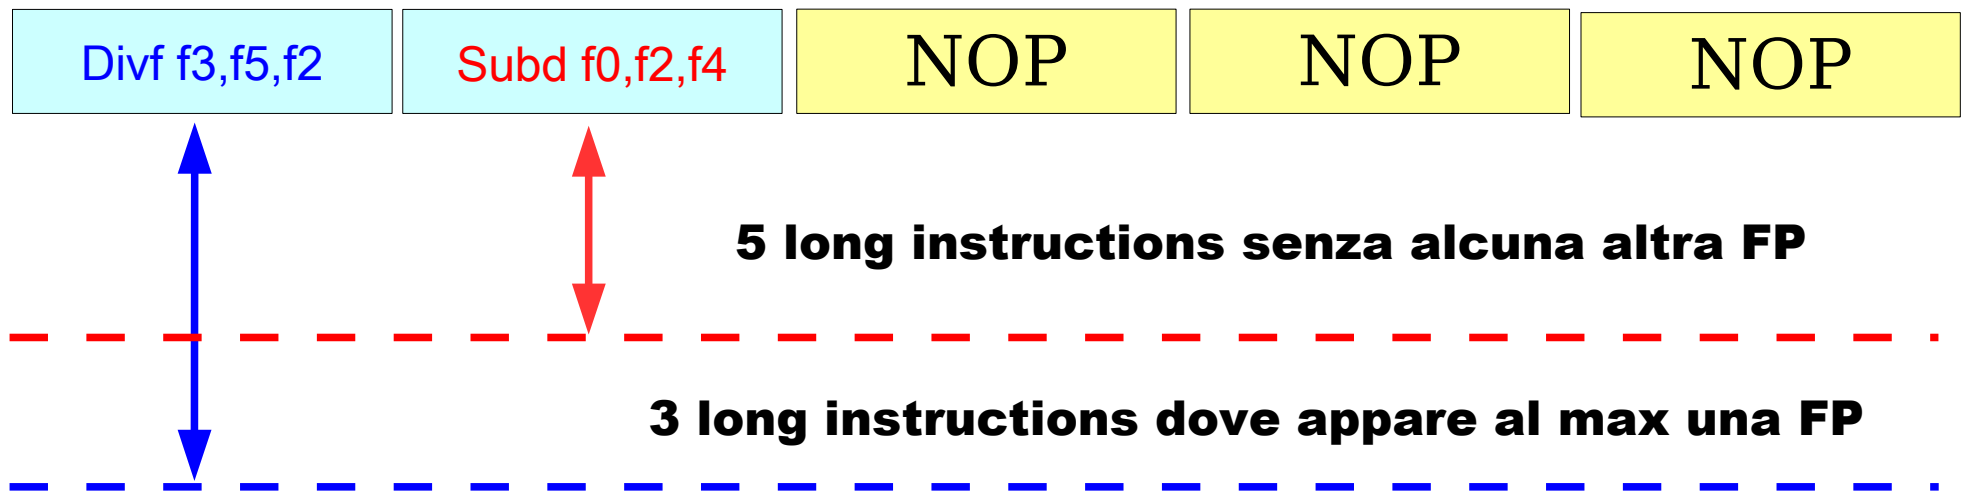 Divf f3,f5,f2 Subd f0,f2,f4 NOP NOP NOP
5 long instructions senza alcuna altra FP
3 long instructions dove appare al max una FP